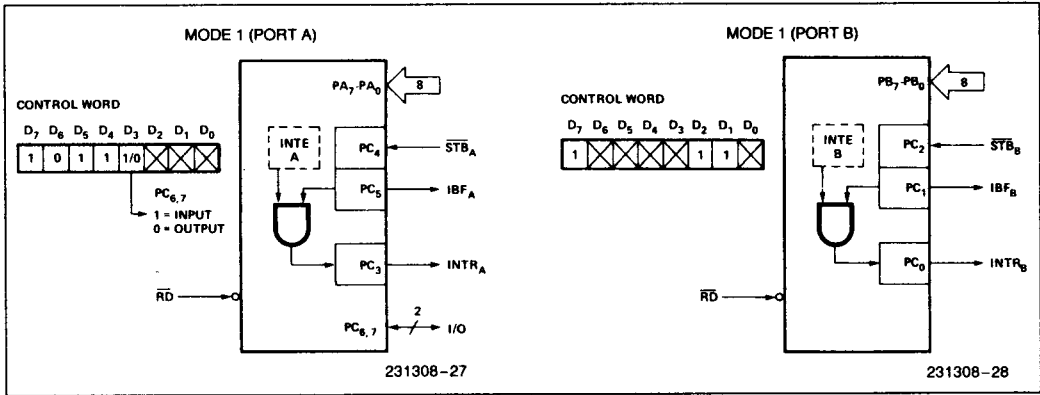 MODE 1 (PORT A)
PA7-PA0
8
CONTROL WORD
D7 D6 D5 D4 D3 D2 D1 D0
1 0 1 1 1/0
PC6,7
1 = INPUT
0 = OUTPUT
INTE
A
PC4
STBA
PC5
IBFA
PC3
INTRA
RD
PC6,7
2
I/O
231308-27
MODE 1 (PORT B)
PB7-PB0
8
CONTROL WORD
D7 D6 D5 D4 D3 D2 D1 D0
1 1 1
INTE
B
PC2
STBB
PC1
IBFB
PC0
INTRB
RD
231308-28